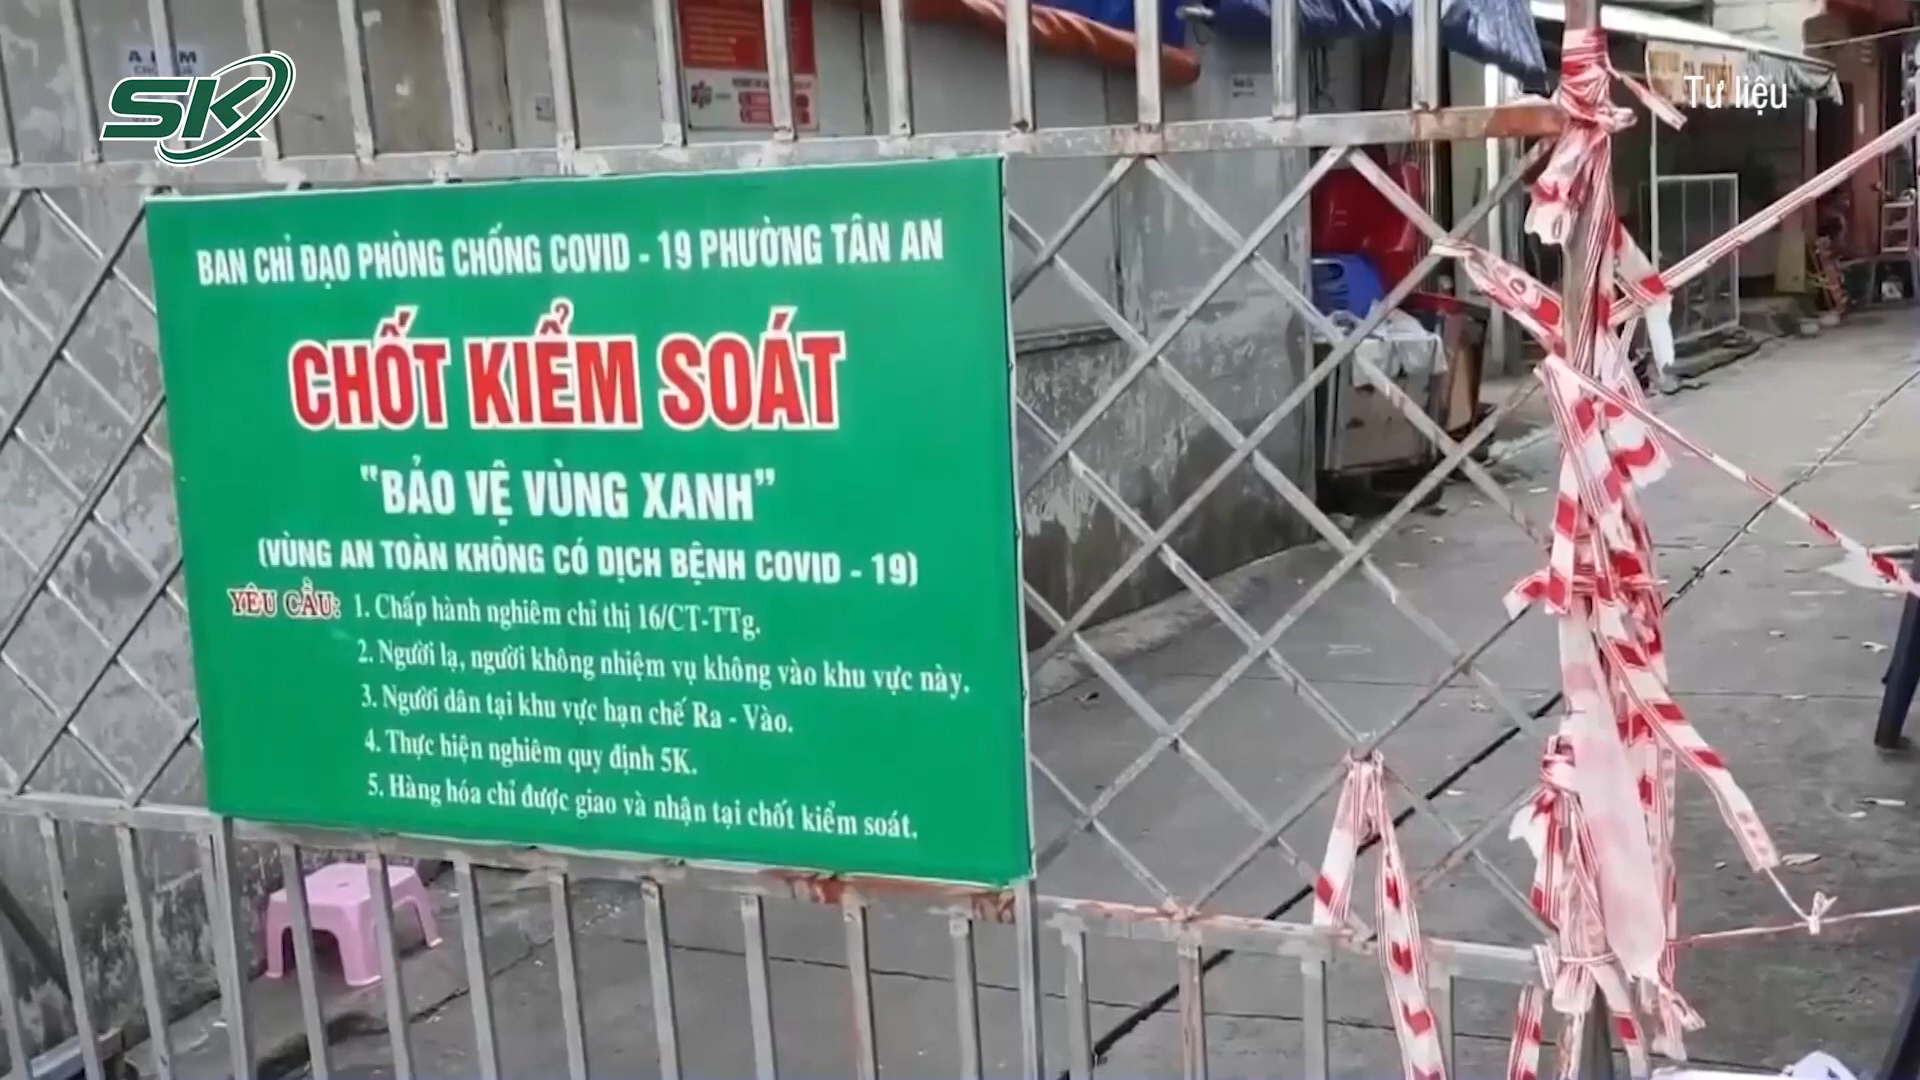 SK
Tư liệu
BAN CHỈ ĐẠO PHÒNG CHỐNG COVID - 19 PHƯỜNG TÂN AN
CHỐT KIỂM SOÁT
"BẢO VỆ VÙNG XANH"
(VÙNG AN TOÀN KHÔNG CÓ DỊCH BỆNH COVID - 19)
YÊU CẦU: 1. Chấp hành nghiêm chỉ thị 16/CT-TTg.
2. Người lạ, người không nhiệm vụ không vào khu vực này.
3. Người dân tại khu vực hạn chế Ra - Vào.
4. Thực hiện nghiêm quy định 5K.
5. Hàng hóa chỉ được giao và nhận tại chốt kiểm soát.